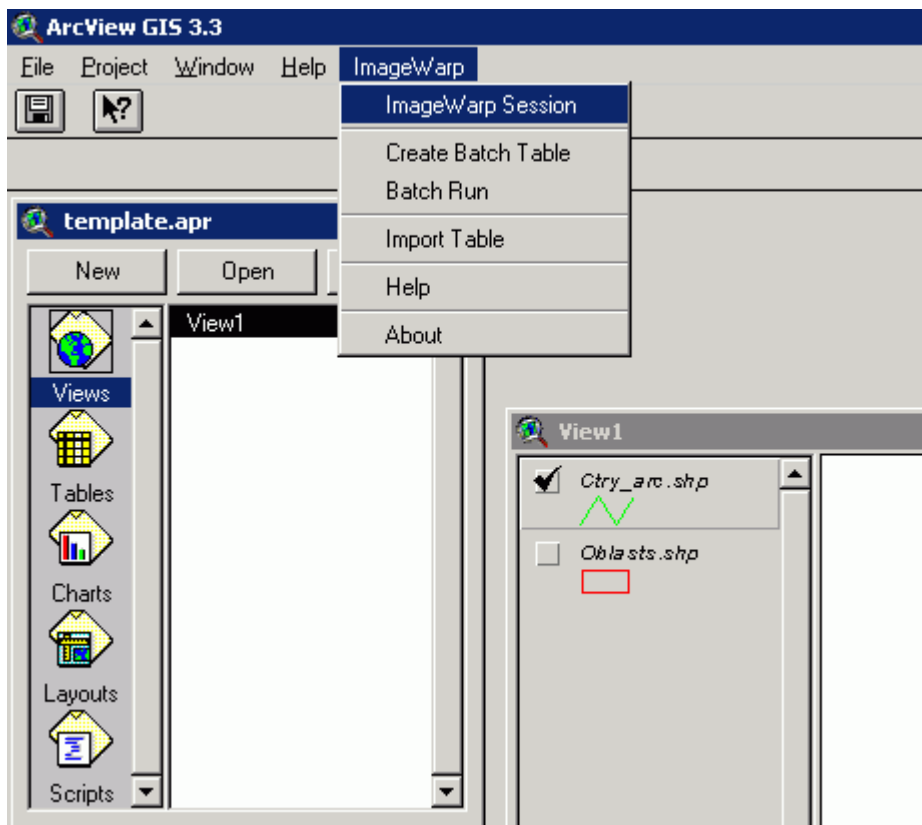 ArcView GIS 3.3
File Project Window Help ImageWarp
ImageWarp Session
Create Batch Table
Batch Run
Import Table
Help
About
template.apr
New Open
View1
Views
Tables
Charts
Layouts
Scripts
View1
Ctry_arc.shp
Oblasts.shp